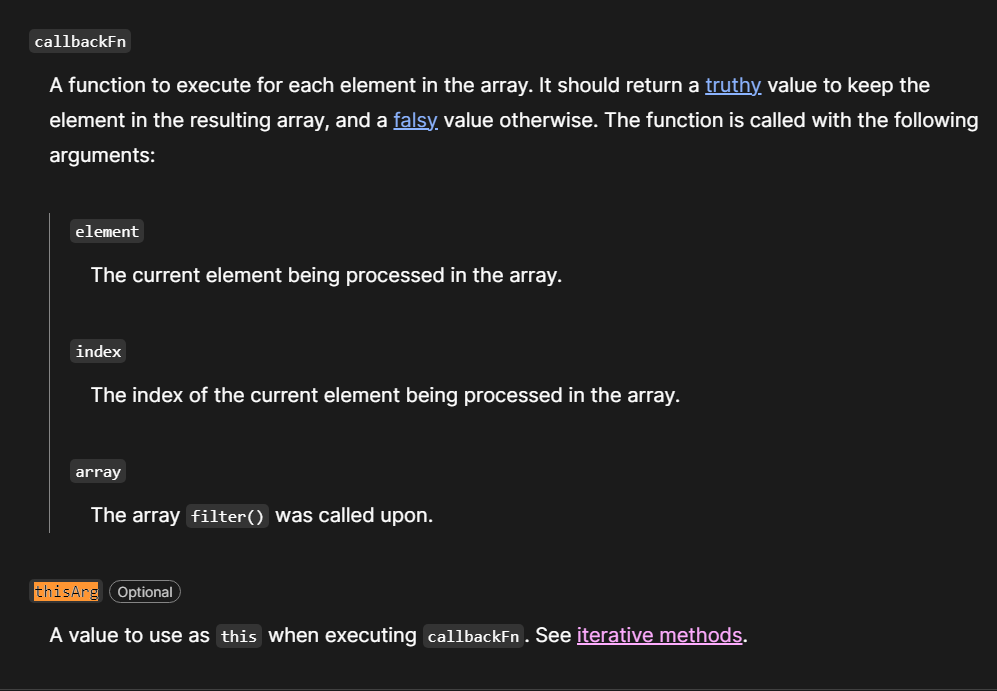 callbackFn
A function to execute for each element in the array. It should return a truthy value to keep the
element in the resulting array, and a falsy value otherwise. The function is called with the following
arguments:
element
The current element being processed in the array.
index
The index of the current element being processed in the array.
array
The array filter() was called upon.
thisArg Optional
A value to use as this when executing callbackFn. See iterative methods.